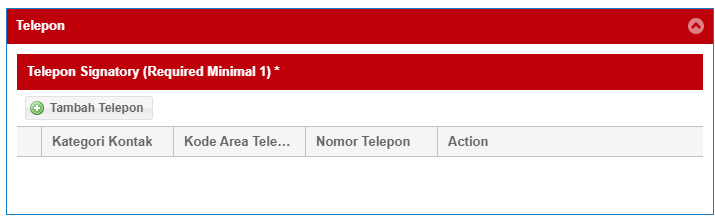 Telepon
Telepon Signatory (Required Minimal 1) *
Tambah Telepon
Kategori Kontak Kode Area Tele... Nomor Telepon Action